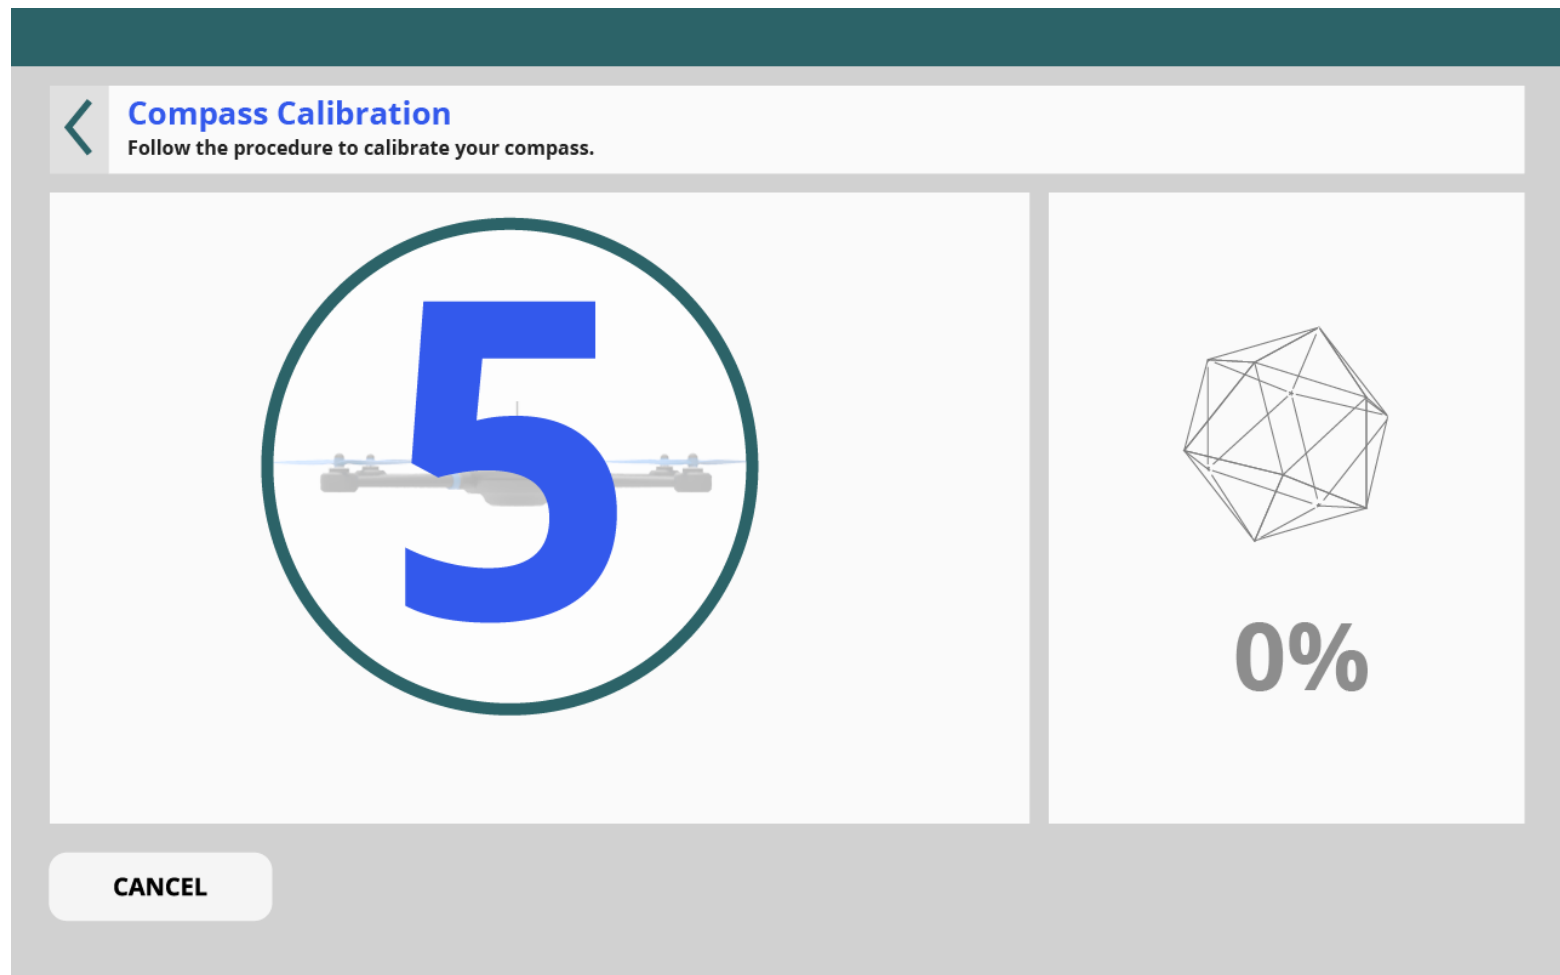 Compass Calibration
Follow the procedure to calibrate your compass.
5
0%
CANCEL